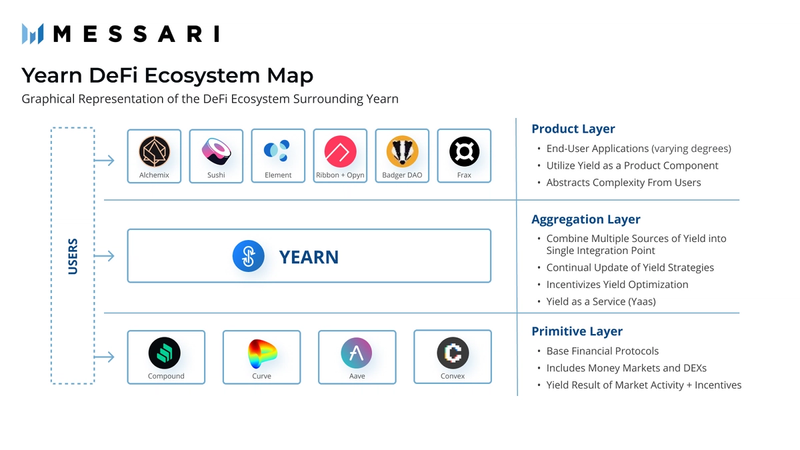 MESSARI
Yearn DeFi Ecosystem Map
Graphical Representation of the DeFi Ecosystem Surrounding Yearn
USERS
Alchemix
Sushi
Element
Ribbon + Opyn
Badger DAO
Frax
Product Layer
• End-User Applications (varying degrees)
• Utilize Yield as a Product Component
• Abstracts Complexity From Users
YEARN
Aggregation Layer
• Combine Multiple Sources of Yield into
Single Integration Point
• Continual Update of Yield Strategies
• Incentivizes Yield Optimization
• Yield as a Service (Yaas)
Compound
Curve
Aave
Convex
Primitive Layer
• Base Financial Protocols
• Includes Money Markets and DEXs
• Yield Result of Market Activity + Incentives